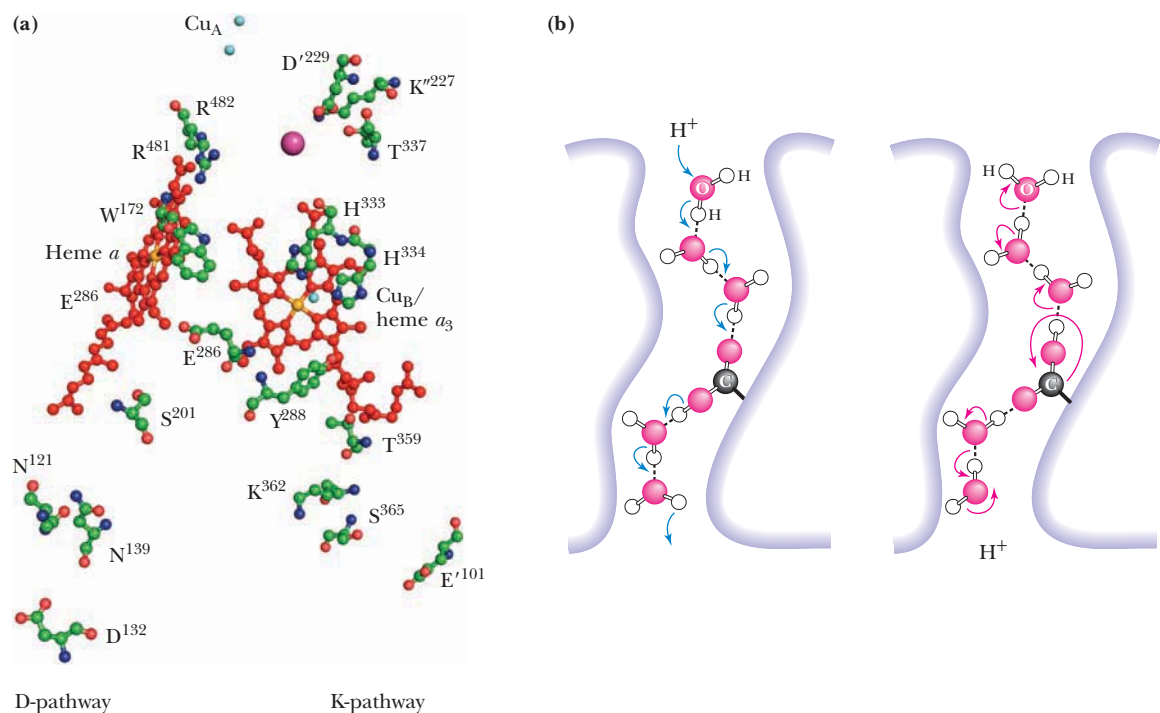 (a)
Cu_A
D′²²⁹
K″²²⁷
R⁴⁸²
T³³⁷
R⁴⁸¹
W¹⁷²
H³³³
Heme a
H³³⁴
E²⁸⁶
Cu_B/
heme a₃
E²⁸⁶
S²⁰¹
Y²⁸⁸
T³⁵⁹
N¹²¹
K³⁶²
S³⁶⁵
N¹³⁹
E′¹⁰¹
D¹³²
D-pathway
K-pathway
(b)
H⁺
O H
H
C
H O H
C
H⁺